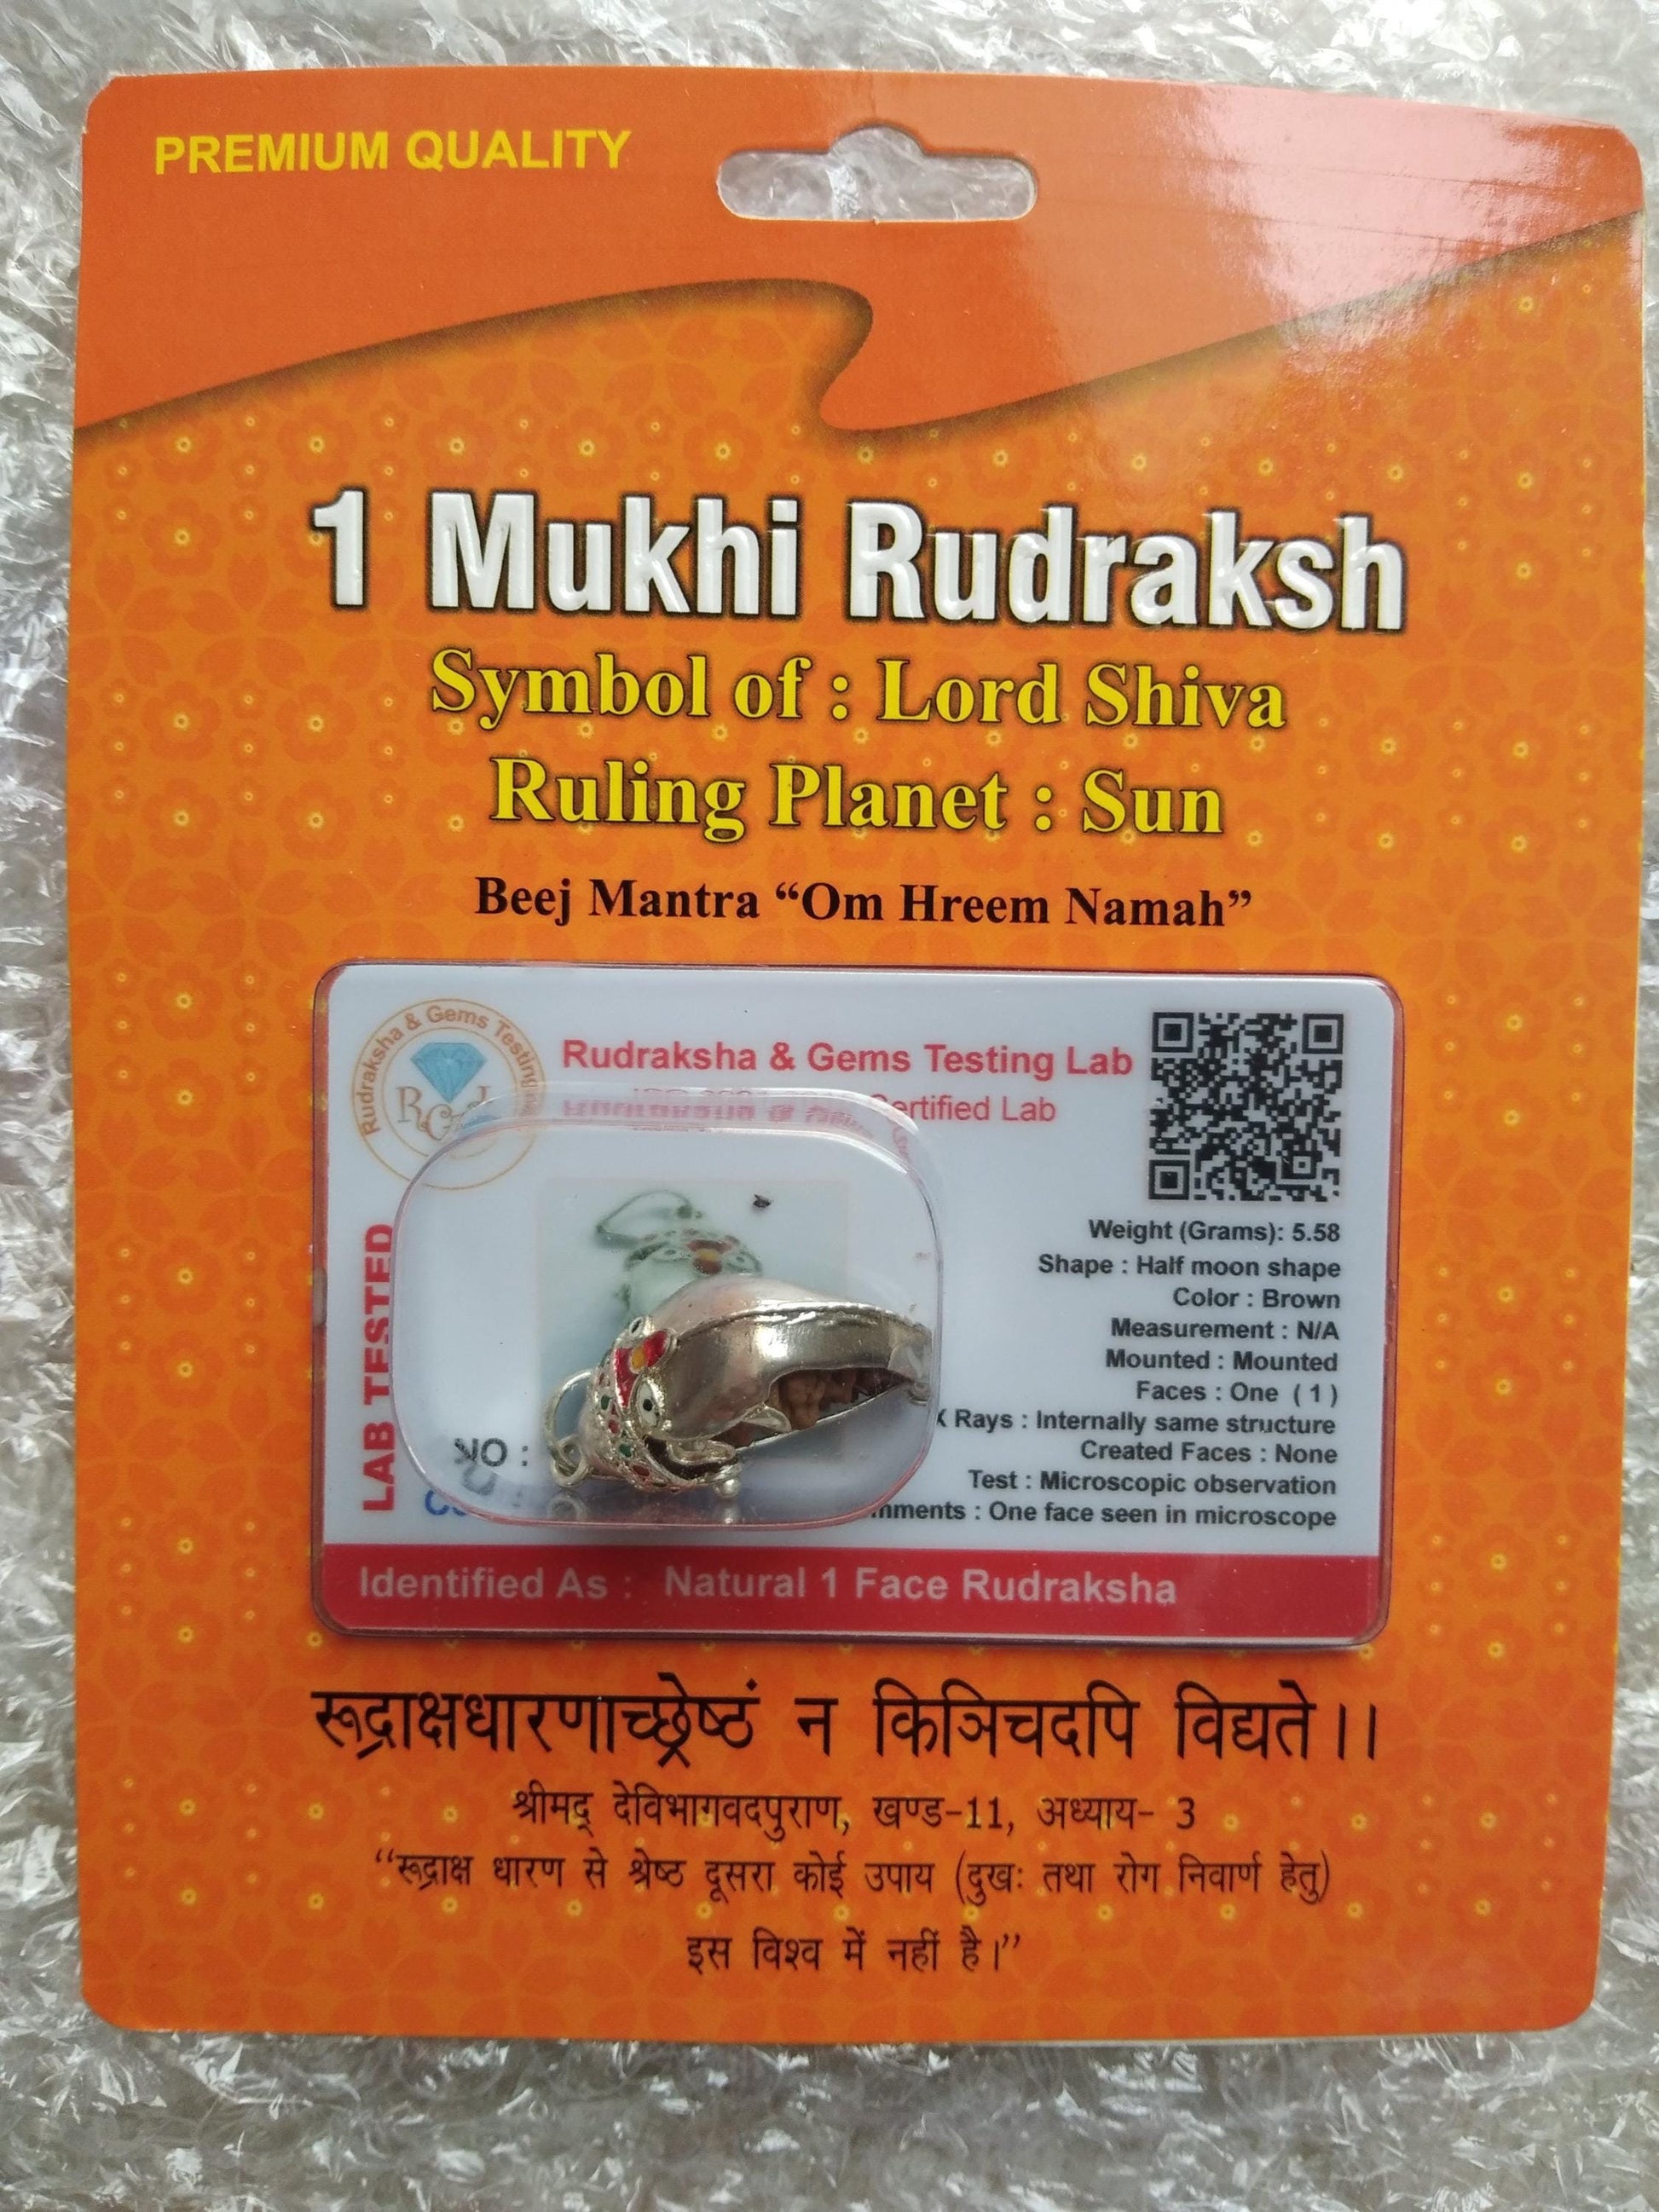 PREMIUM QUALITY
1 Mukhi Rudraksh
Symbol of : Lord Shiva
Ruling Planet : Sun
Beej Mantra “Om Hreem Namah”
Rudraksha & Gems Testing
Rudraksha & Gems Testing Lab
Certified Lab
LAB TESTED
Weight (Grams): 5.58
Shape : Half moon shape
Color : Brown
Measurement : N/A
Mounted : Mounted
Faces : One ( 1 )
X Rays : Internally same structure
Created Faces : None
Test : Microscopic observation
mments : One face seen in microscope
NO :
Identified As : Natural 1 Face Rudraksha
रूद्राक्षधारणाच्छ्रेष्ठं न किञिचदपि विद्यते।।
श्रीमद् देविभागवदपुराण, खण्ड-11, अध्याय- 3
“रूद्राक्ष धारण से श्रेष्ठ दूसरा कोई उपाय (दुखः तथा रोग निवार्ण हेतु)
इस विश्व में नहीं है।”